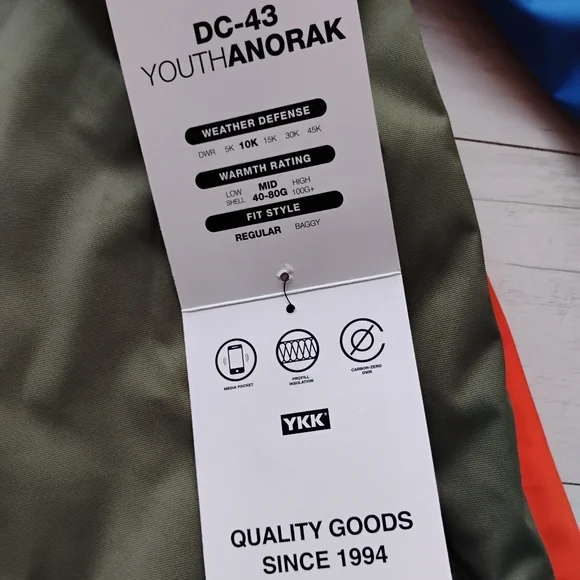 DC-43
YOUTHANORAK
WEATHER DEFENSE
DWR 5K 10K 15K 30K 45K
WARMTH RATING
LOW SHELL MID 40-80G HIGH 100G+
FIT STYLE
REGULAR BAGGY
MEDIA POCKET
PROFILL INSULATION
CARBON-ZERO DWR
YKK
QUALITY GOODS
SINCE 1994